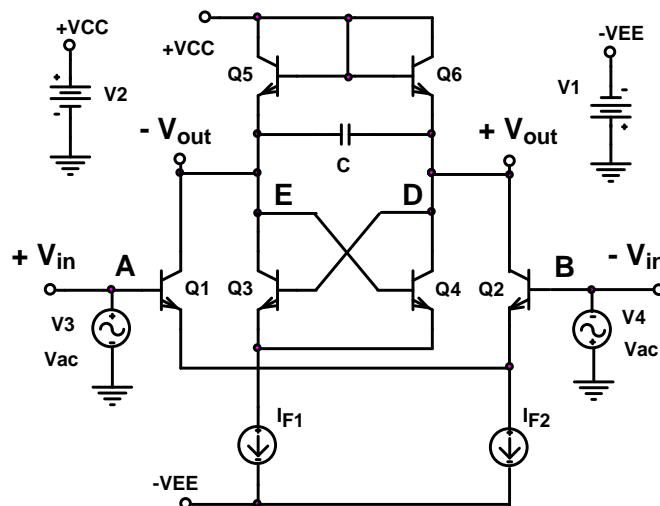 +VCC
+VCC
-VEE
Q5
Q6
V2
V1
- Vout
+ Vout
C
E
D
+ Vin
A
B
- Vin
Q1
Q3
Q4
Q2
V3
V4
Vac
Vac
IF1
IF2
-VEE